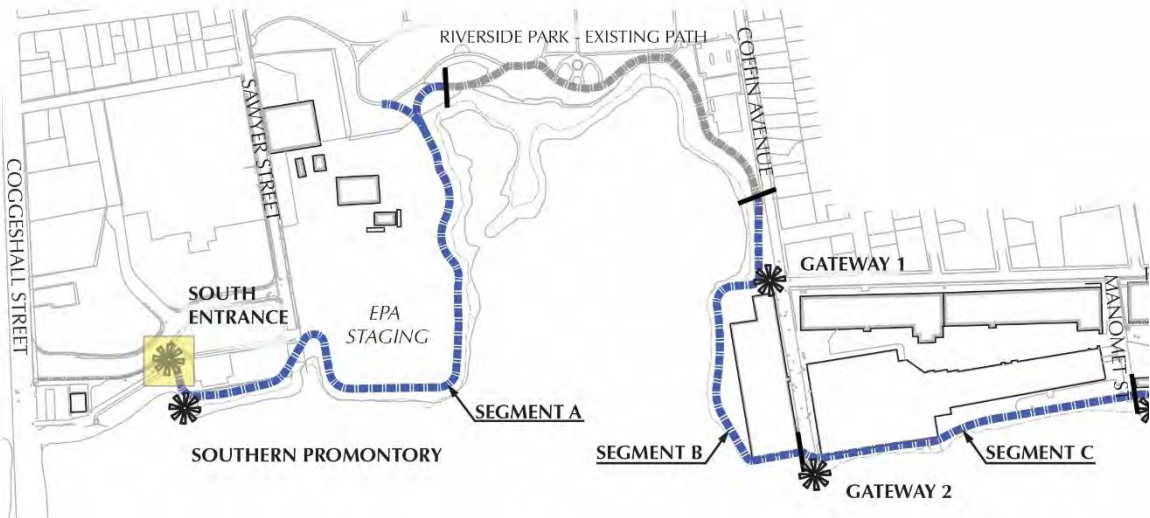 RIVERSIDE PARK - EXISTING PATH
COFFIN AVENUE
SAWYER STREET
COGGESHALL STREET
SOUTH
ENTRANCE
EPA
STAGING
GATEWAY 1
MANOMET ST
SEGMENT A
SOUTHERN PROMONTORY
SEGMENT B
SEGMENT C
GATEWAY 2